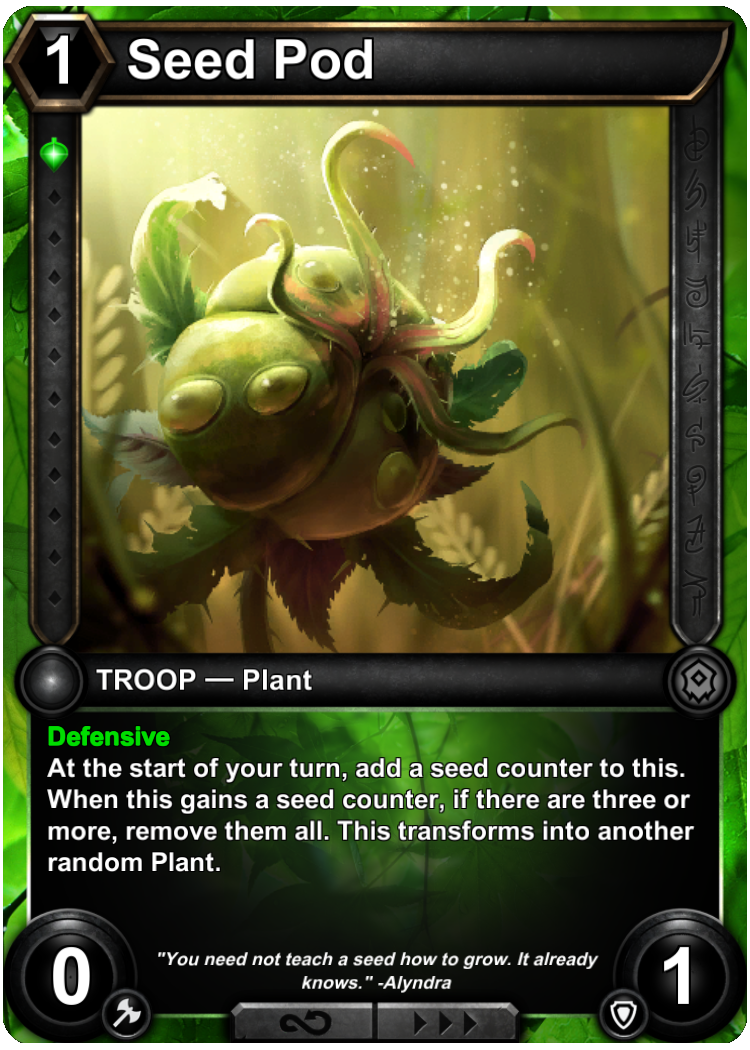 1 Seed Pod
TROOP — Plant
Defensive
At the start of your turn, add a seed counter to this.
When this gains a seed counter, if there are three or
more, remove them all. This transforms into another
random Plant.
"You need not teach a seed how to grow. It already
knows." -Alyndra
0 1